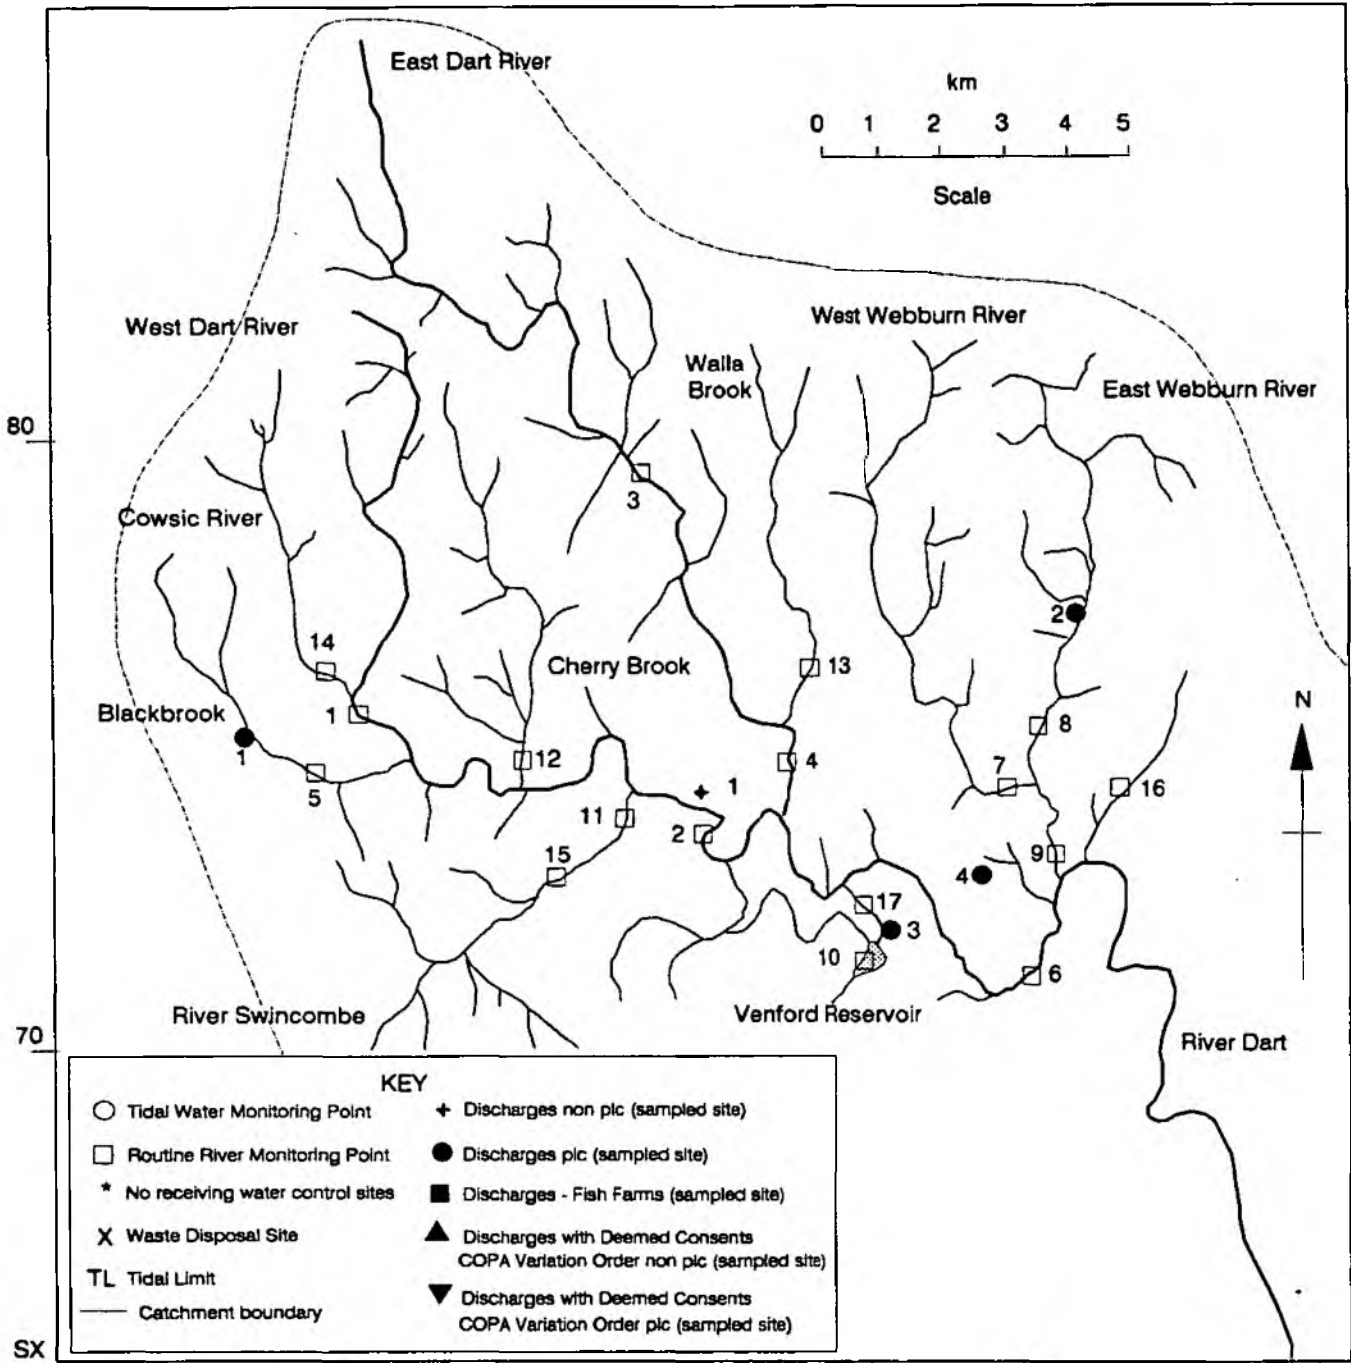 East Dart River
km
0 1 2 3 4 5
Scale
West Dart River
West Webburn River
Walla
Brook
East Webburn River
80
3
Cowsic River
2
14
Cherry Brook
13
Blackbrook
1
N
8
1
12
4
7
16
5
1
11
2
9
15
4
17
3
10
6
River Swincombe
Venford Reservoir
70
River Dart
KEY
Tidal Water Monitoring Point
Discharges non plc (sampled site)
Routine River Monitoring Point
Discharges plc (sampled site)
* No receiving water control sites
Discharges - Fish Farms (sampled site)
X Waste Disposal Site
Discharges with Deemed Consents
COPA Variation Order non plc (sampled site)
TL Tidal Limit
Discharges with Deemed Consents
Catchment boundary
COPA Variation Order plc (sampled site)
SX